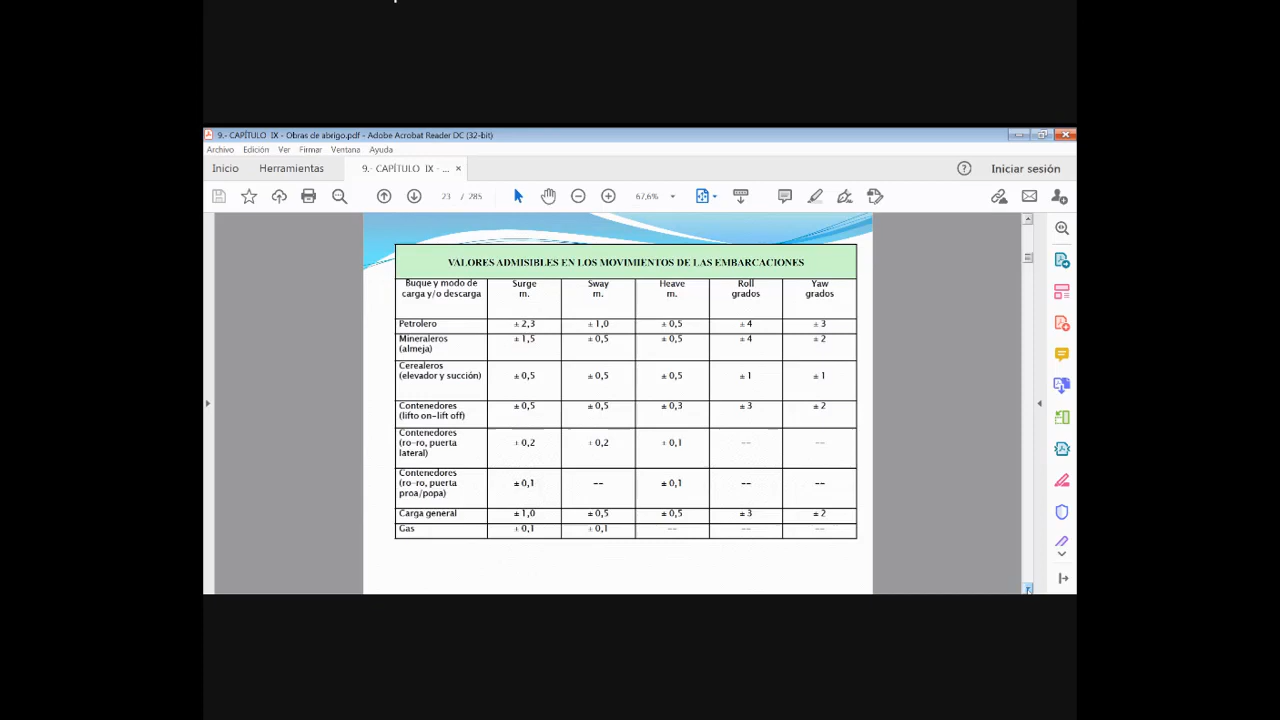 9.- CAPÍTULO IX - Obras de abrigo.pdf - Adobe Acrobat Reader DC (32-bit)
Archivo Edición Ver Firmar Ventana Ayuda
Inicio Herramientas 9.- CAPÍTULO IX - ... × Iniciar sesión
23 / 285 67,6%
VALORES ADMISIBLES EN LOS MOVIMIENTOS DE LAS EMBARCACIONES
Buque y modo de carga y/o descarga Surge m. Sway m. Heave m. Roll grados Yaw grados
Petrolero ± 2,3 ± 1,0 ± 0,5 ± 4 ± 3
Mineraleros (almeja) ± 1,5 ± 0,5 ± 0,5 ± 4 ± 2
Cerealeros (elevador y succión) ± 0,5 ± 0,5 ± 0,5 ± 1 ± 1
Contenedores (lifto on-lift off) ± 0,5 ± 0,5 ± 0,3 ± 3 ± 2
Contenedores (ro-ro, puerta lateral) ± 0,2 ± 0,2 ± 0,1 -- --
Contenedores (ro-ro, puerta proa/popa) ± 0,1 -- ± 0,1 -- --
Carga general ± 1,0 ± 0,5 ± 0,5 ± 3 ± 2
Gas ± 0,1 ± 0,1 -- -- --